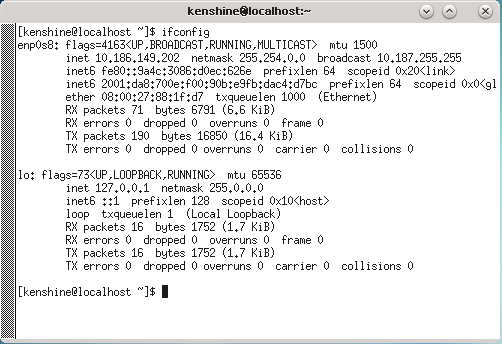 kenshine@localhost:~
[kenshine@localhost ~]$ ifconfig
enp0s8: flags=4163<UP,BROADCAST,RUNNING,MULTICAST>  mtu 1500
        inet 10.186.149.202  netmask 255.254.0.0  broadcast 10.187.255.255
        inet6 fe80::9a4c:3086:d0ec:626e  prefixlen 64  scopeid 0x20<link>
        inet6 2001:da8:700e:f00:90b:e9fb:dac4:d7bc  prefixlen 64  scopeid 0x0<gl
        ether 08:00:27:88:1f:d7  txqueuelen 1000  (Ethernet)
        RX packets 71  bytes 6791 (6.6 KiB)
        RX errors 0  dropped 0  overruns 0  frame 0
        TX packets 190  bytes 16850 (16.4 KiB)
        TX errors 0  dropped 0 overruns 0  carrier 0  collisions 0

lo: flags=73<UP,LOOPBACK,RUNNING>  mtu 65536
        inet 127.0.0.1  netmask 255.0.0.0
        inet6 ::1  prefixlen 128  scopeid 0x10<host>
        loop  txqueuelen 1  (Local Loopback)
        RX packets 16  bytes 1752 (1.7 KiB)
        RX errors 0  dropped 0  overruns 0  frame 0
        TX packets 16  bytes 1752 (1.7 KiB)
        TX errors 0  dropped 0 overruns 0  carrier 0  collisions 0

[kenshine@localhost ~]$